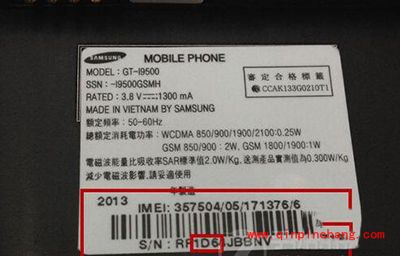 SAMSUNG
MOBILE PHONE
MODEL: GT-I9500
SSN : -I9500GSMH
RATED : 3.8 V⎓1300 mA
MADE IN VIETNAM BY SAMSUNG
額定頻率: 50-60Hz
審定合格標籤
CCAK133G0210T1
總額定消耗電功率: WCDMA 850/900/1900/2100:0.25W
GSM 850/900 : 2W, GSM 1800/1900:1W
電磁波能量比吸收率SAR標準值2.0W/Kg, 送測產品實測值為0.300W/Kg
減少電磁波影響,請妥適使用
年製造
2013
IMEI: 357504/05/171376/6
www.qihpinchang.com
S/N : RF1D64JBBNV